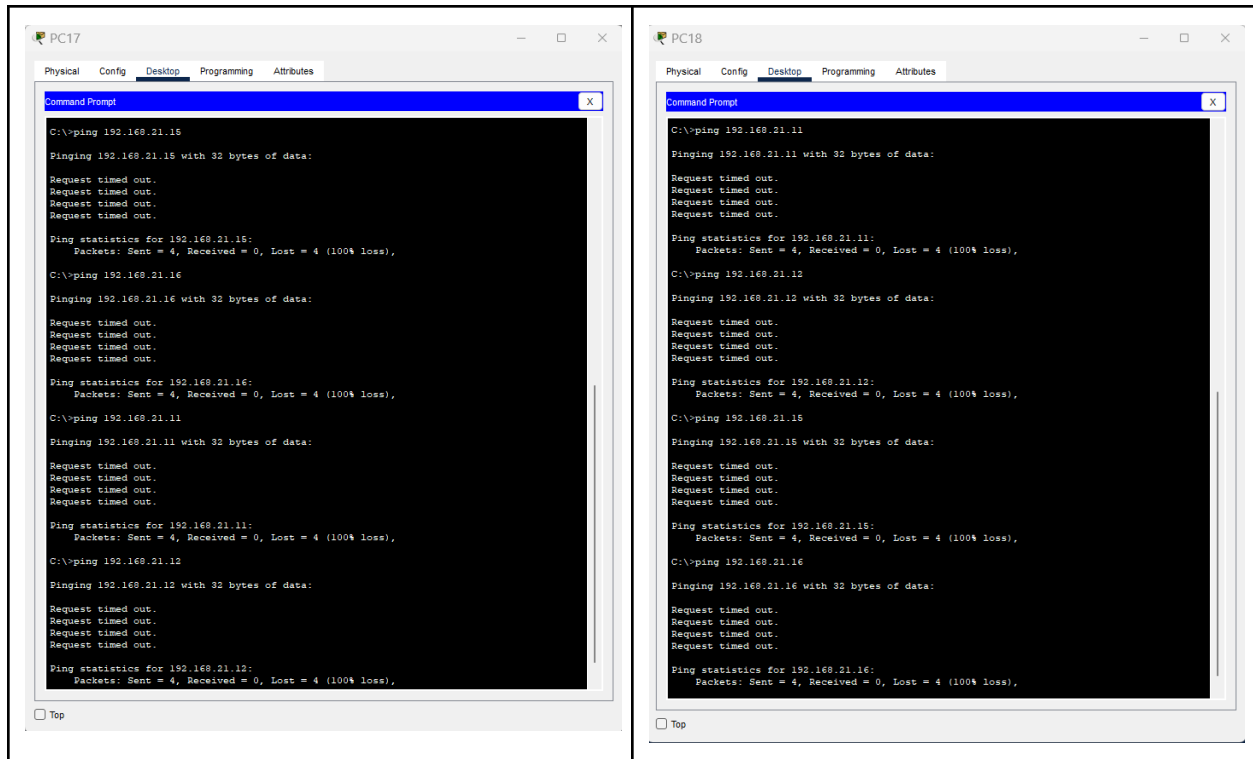 PC17
Physical Config Desktop Programming Attributes
Command Prompt X
C:\>ping 192.168.21.15
Pinging 192.168.21.15 with 32 bytes of data:
Request timed out.
Request timed out.
Request timed out.
Request timed out.
Ping statistics for 192.168.21.15:
Packets: Sent = 4, Received = 0, Lost = 4 (100% loss),
C:\>ping 192.168.21.16
Pinging 192.168.21.16 with 32 bytes of data:
Request timed out.
Request timed out.
Request timed out.
Request timed out.
Ping statistics for 192.168.21.16:
Packets: Sent = 4, Received = 0, Lost = 4 (100% loss),
C:\>ping 192.168.21.11
Pinging 192.168.21.11 with 32 bytes of data:
Request timed out.
Request timed out.
Request timed out.
Request timed out.
Ping statistics for 192.168.21.11:
Packets: Sent = 4, Received = 0, Lost = 4 (100% loss),
C:\>ping 192.168.21.12
Pinging 192.168.21.12 with 32 bytes of data:
Request timed out.
Request timed out.
Request timed out.
Request timed out.
Ping statistics for 192.168.21.12:
Packets: Sent = 4, Received = 0, Lost = 4 (100% loss),
Top
PC18
Physical Config Desktop Programming Attributes
Command Prompt X
C:\>ping 192.168.21.11
Pinging 192.168.21.11 with 32 bytes of data:
Request timed out.
Request timed out.
Request timed out.
Request timed out.
Ping statistics for 192.168.21.11:
Packets: Sent = 4, Received = 0, Lost = 4 (100% loss),
C:\>ping 192.168.21.12
Pinging 192.168.21.12 with 32 bytes of data:
Request timed out.
Request timed out.
Request timed out.
Request timed out.
Ping statistics for 192.168.21.12:
Packets: Sent = 4, Received = 0, Lost = 4 (100% loss),
C:\>ping 192.168.21.15
Pinging 192.168.21.15 with 32 bytes of data:
Request timed out.
Request timed out.
Request timed out.
Request timed out.
Ping statistics for 192.168.21.15:
Packets: Sent = 4, Received = 0, Lost = 4 (100% loss),
C:\>ping 192.168.21.16
Pinging 192.168.21.16 with 32 bytes of data:
Request timed out.
Request timed out.
Request timed out.
Request timed out.
Ping statistics for 192.168.21.16:
Packets: Sent = 4, Received = 0, Lost = 4 (100% loss),
Top